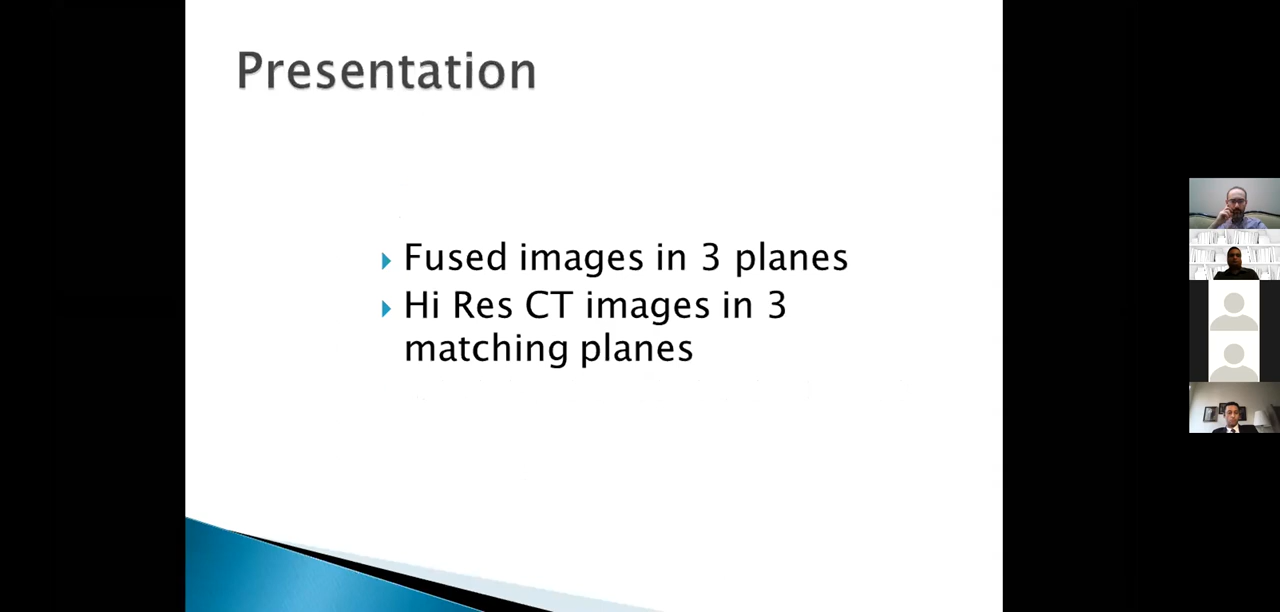 Presentation
Fused images in 3 planes
Hi Res CT images in 3
matching planes